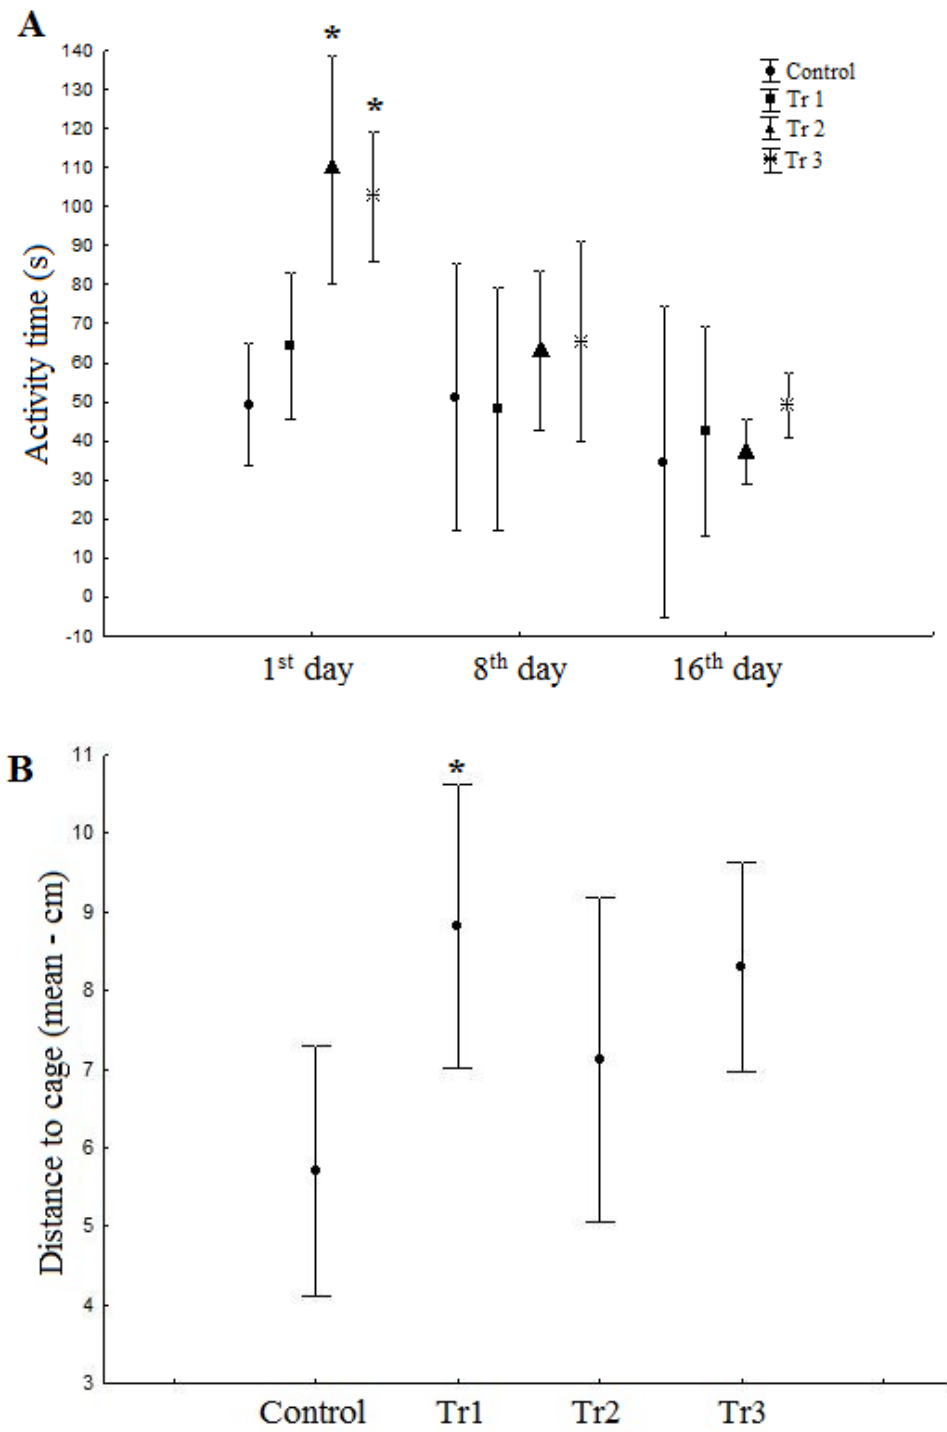 A
*
*
140
130
120
110
100
90
80
70
60
50
40
30
20
10
0
-10
Activity time (s)
Control
Tr 1
Tr 2
Tr 3
1st day 8th day 16th day
B
*
11
10
9
8
7
6
5
4
3
Distance to cage (mean - cm)
Control Tr1 Tr2 Tr3